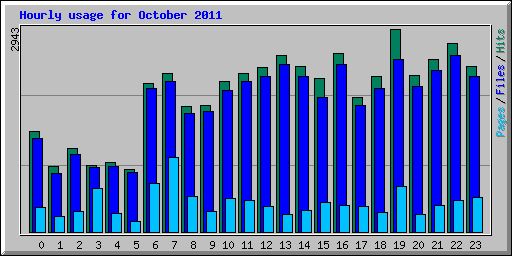 Hourly usage for October 2011
2943
Pages / Files / Hits
0 1 2 3 4 5 6 7 8 9 10 11 12 13 14 15 16 17 18 19 20 21 22 23